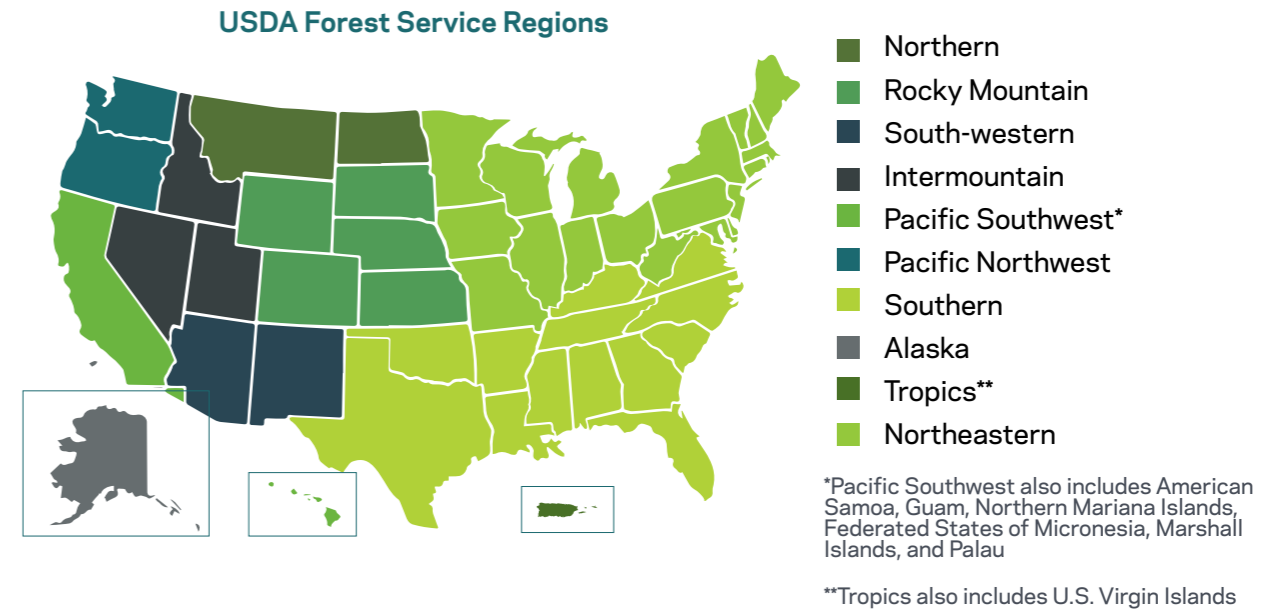 USDA Forest Service Regions
Northern
Rocky Mountain
South-western
Intermountain
Pacific Southwest*
Pacific Northwest
Southern
Alaska
Tropics**
Northeastern
*Pacific Southwest also includes American
Samoa, Guam, Northern Mariana Islands,
Federated States of Micronesia, Marshall
Islands, and Palau
**Tropics also includes U.S. Virgin Islands